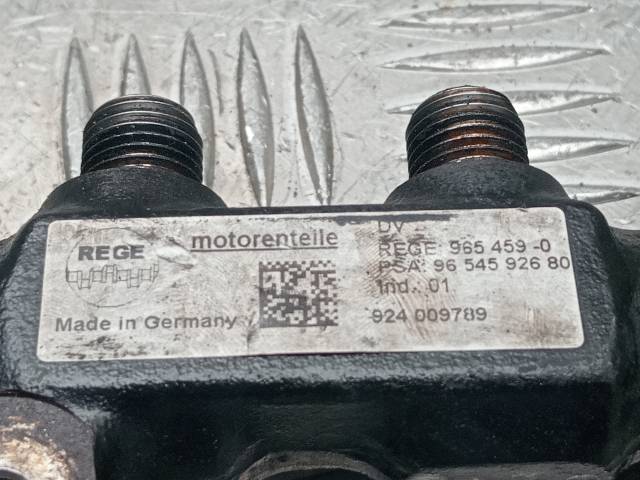 REGE
motorenteile
Made in Germany
DV
REGE: 965 459 -0
PSA: 96 545 926 80
Ind.: 01
924 009789